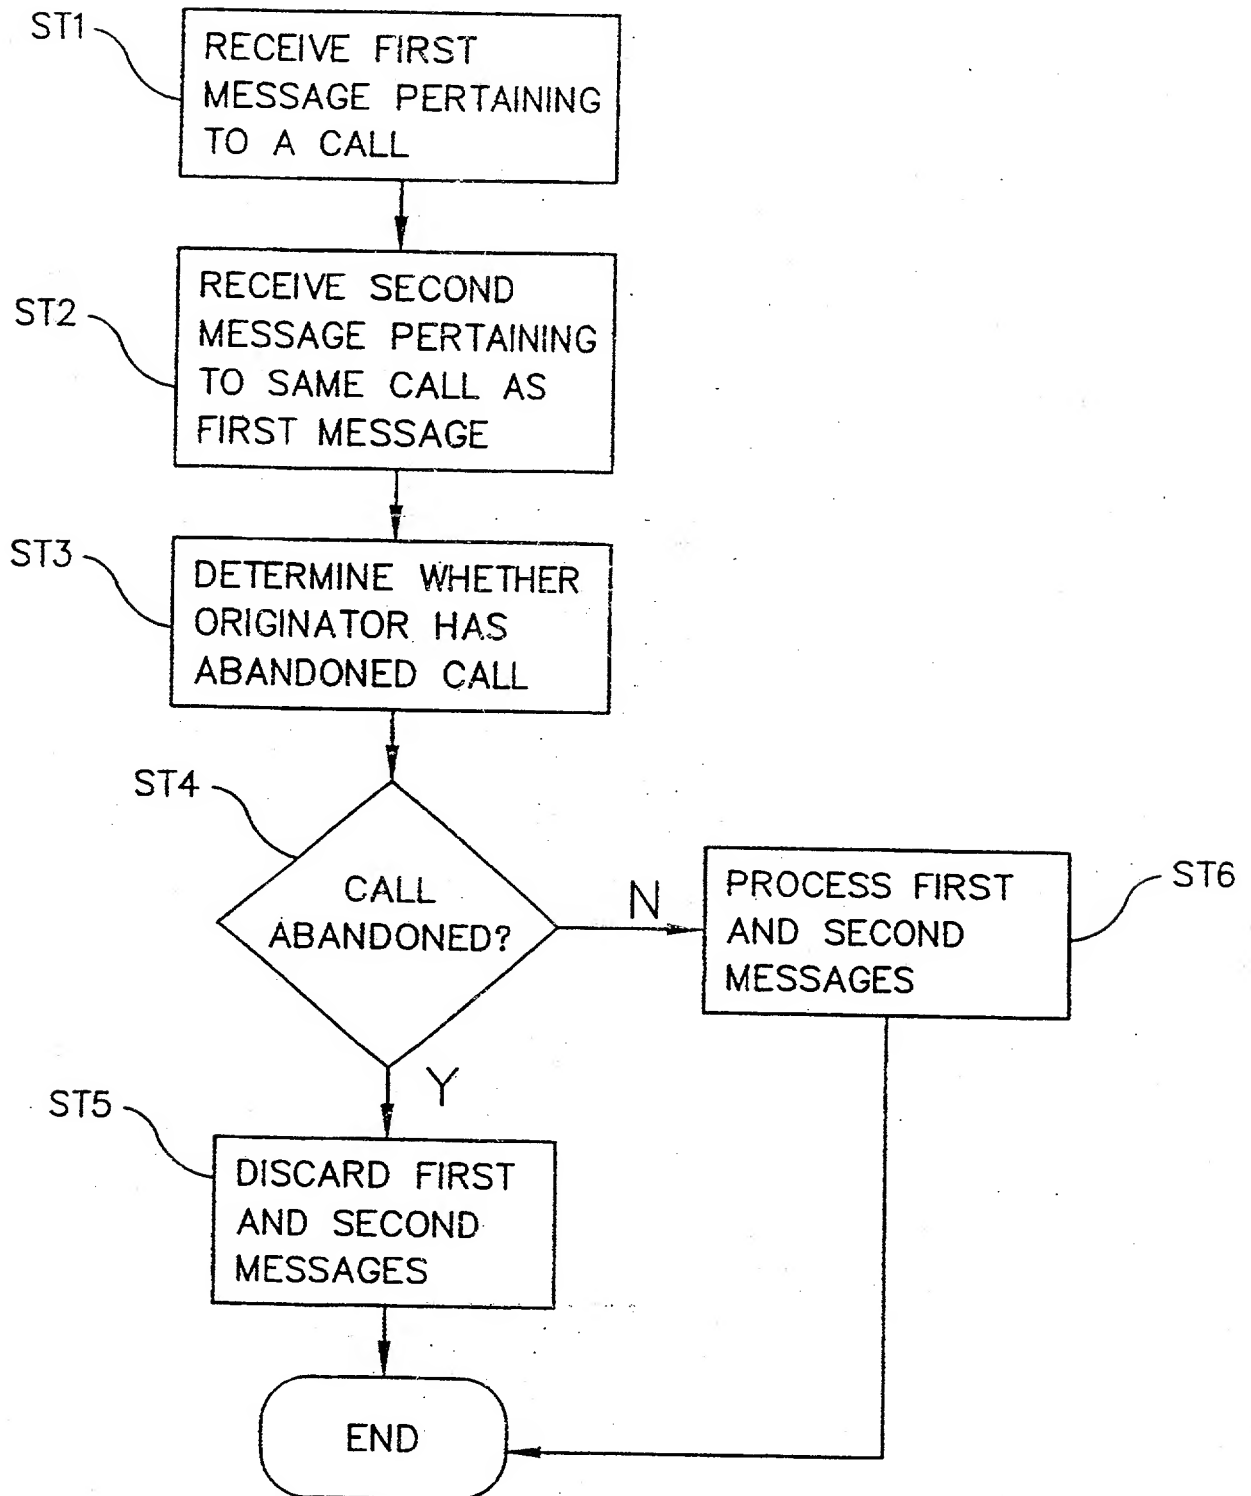 ST1
RECEIVE FIRST
MESSAGE PERTAINING
TO A CALL
ST2
RECEIVE SECOND
MESSAGE PERTAINING
TO SAME CALL AS
FIRST MESSAGE
ST3
DETERMINE WHETHER
ORIGINATOR HAS
ABANDONED CALL
ST4
CALL
ABANDONED?
N
PROCESS FIRST
AND SECOND
MESSAGES
ST6
Y
ST5
DISCARD FIRST
AND SECOND
MESSAGES
END